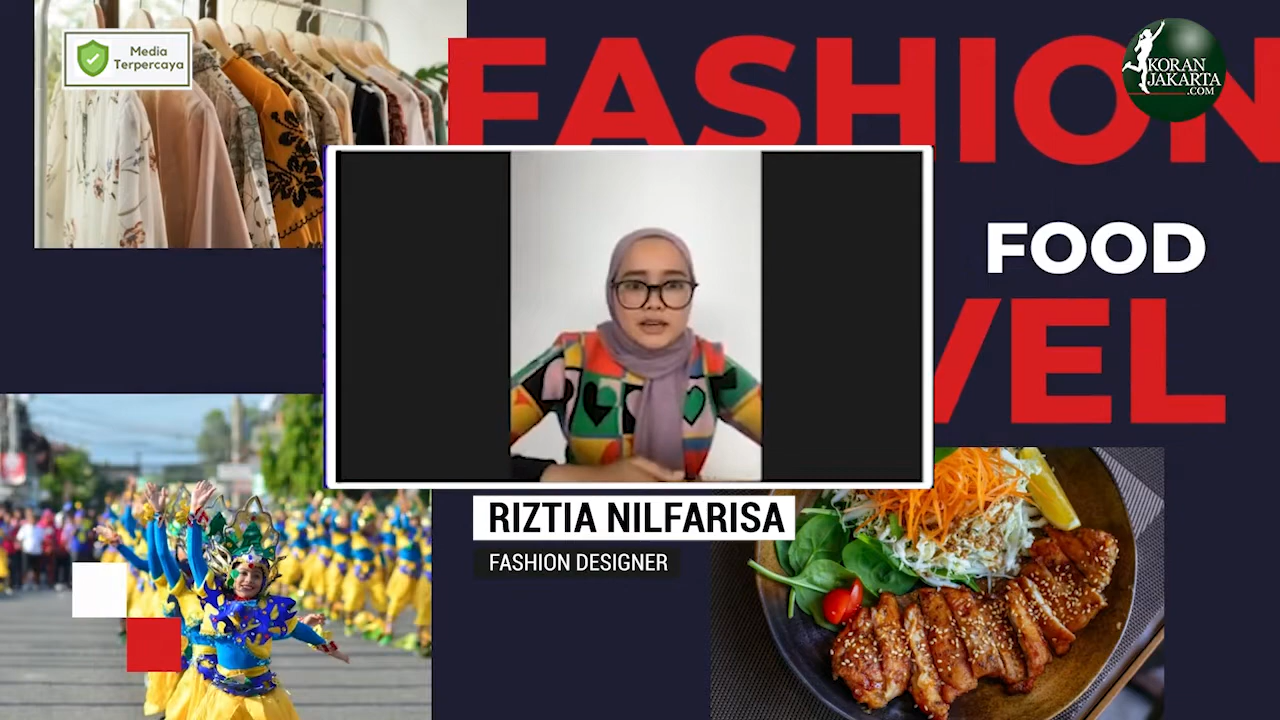 Media
Terpercaya
FASHION
KORAN
JAKARTA
.COM
FOOD
VEL
RIZTIA NILFARISA
FASHION DESIGNER